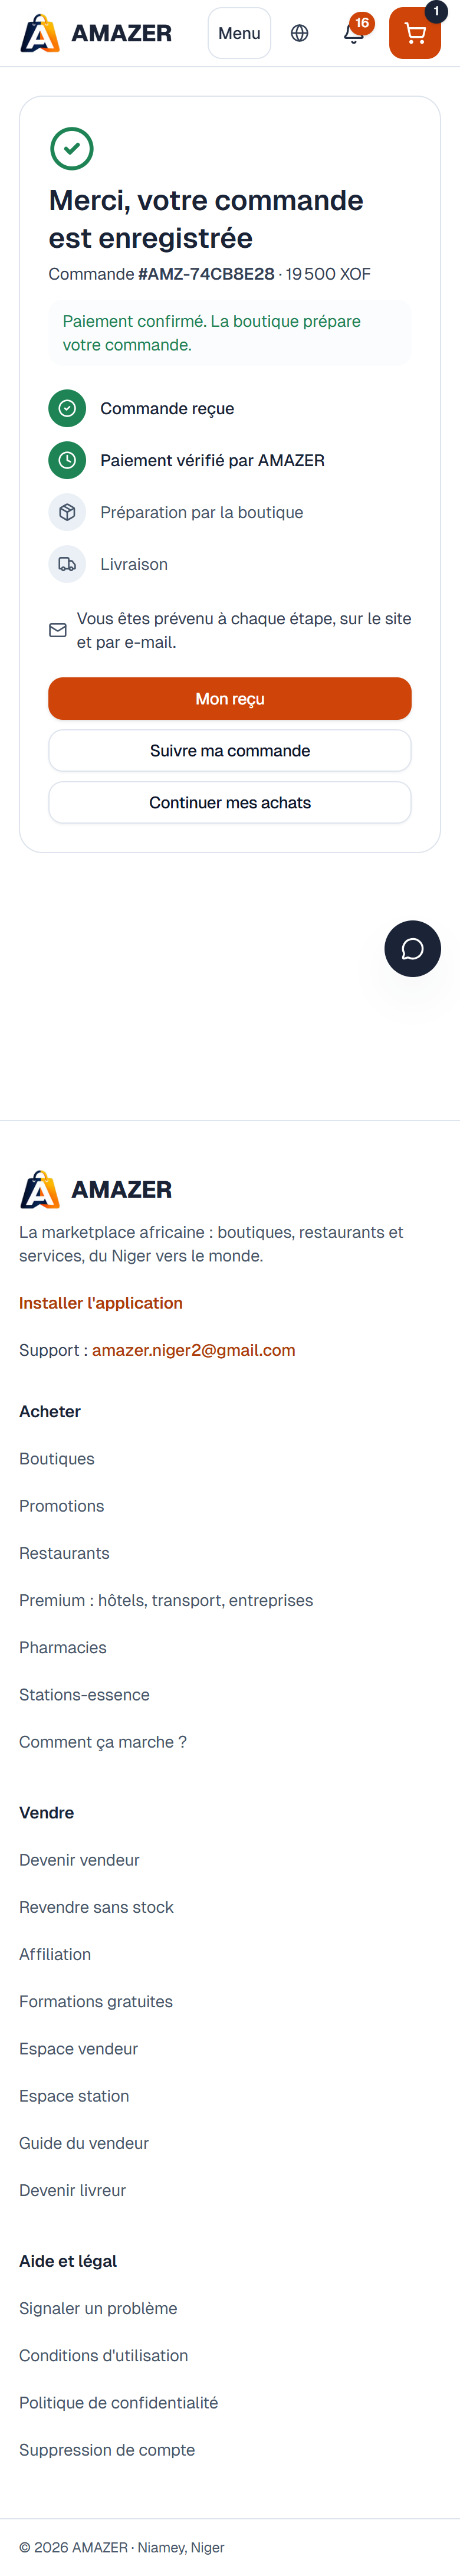 AMAZER
Menu
16
1
Merci, votre commande
est enregistrée
Commande #AMZ-74CB8E28 · 19 500 XOF
Paiement confirmé. La boutique prépare
votre commande.
Commande reçue
Paiement vérifié par AMAZER
Préparation par la boutique
Livraison
Vous êtes prévenu à chaque étape, sur le site
et par e-mail.
Mon reçu
Suivre ma commande
Continuer mes achats
AMAZER
La marketplace africaine : boutiques, restaurants et
services, du Niger vers le monde.
Installer l'application
Support : amazer.niger2@gmail.com
Acheter
Boutiques
Promotions
Restaurants
Premium : hôtels, transport, entreprises
Pharmacies
Stations-essence
Comment ça marche ?
Vendre
Devenir vendeur
Revendre sans stock
Affiliation
Formations gratuites
Espace vendeur
Espace station
Guide du vendeur
Devenir livreur
Aide et légal
Signaler un problème
Conditions d'utilisation
Politique de confidentialité
Suppression de compte
© 2026 AMAZER · Niamey, Niger